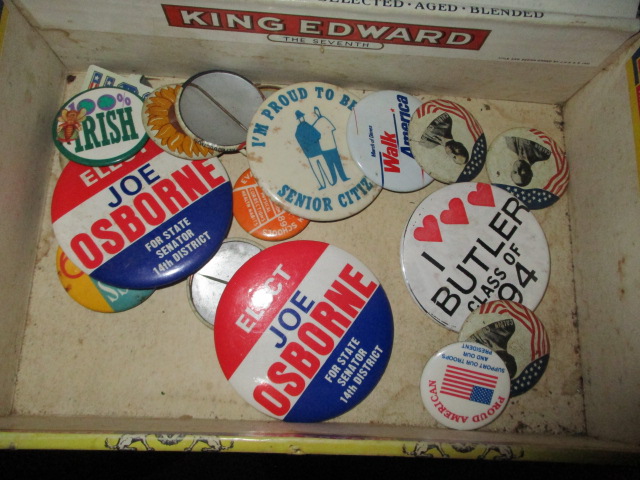 SELECTED · AGED · BLENDED
KING EDWARD
THE SEVENTH
100%
IRISH
I'M PROUD TO BE
SENIOR CITIZ
March of Dimes
Walk
America
ELECT
JOE
OSBORNE
FOR STATE
SENATOR
14th DISTRICT
I
BUTLER
CLASS OF
94
ELECT
JOE
OSBORNE
FOR STATE
SENATOR
14th DISTRICT
SUPPORT OUR TROOPS
AND OUR
PRESIDENT
PROUD AMERICAN